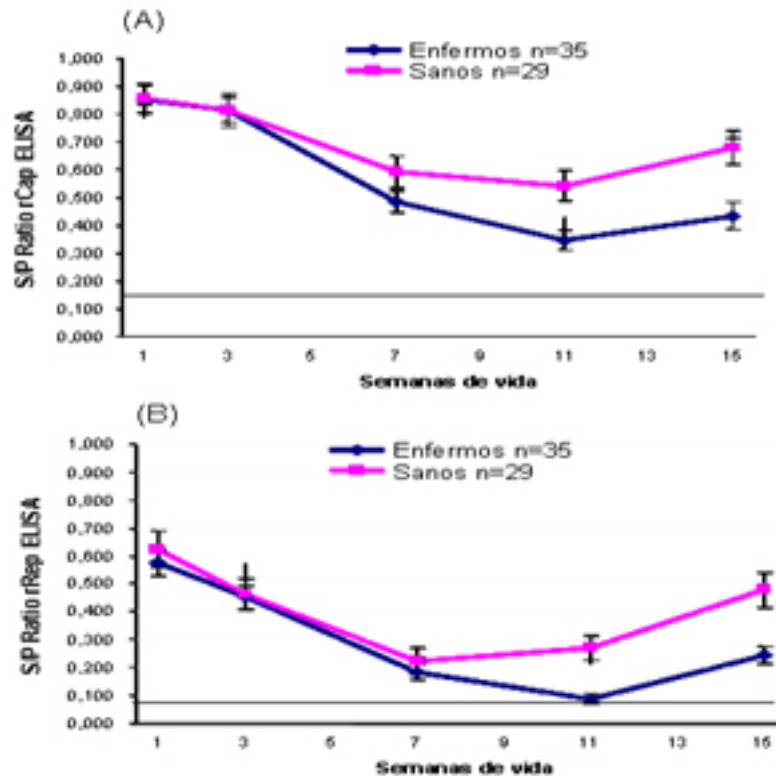 (A)
Enfermos n=35
Sanos n=29
S/P Ratio rCap ELISA
1,000
0,900
0,800
0,700
0,600
0,500
0,400
0,300
0,200
0,100
0,000
1 3 5 7 9 11 13 15
Semanas de vida
(B)
Enfermos n=35
Sanos n=29
S/P Ratio rRep ELISA
1,000
0,900
0,800
0,700
0,600
0,500
0,400
0,300
0,200
0,100
0,000
1 3 5 7 9 11 13 15
Semanas de vida